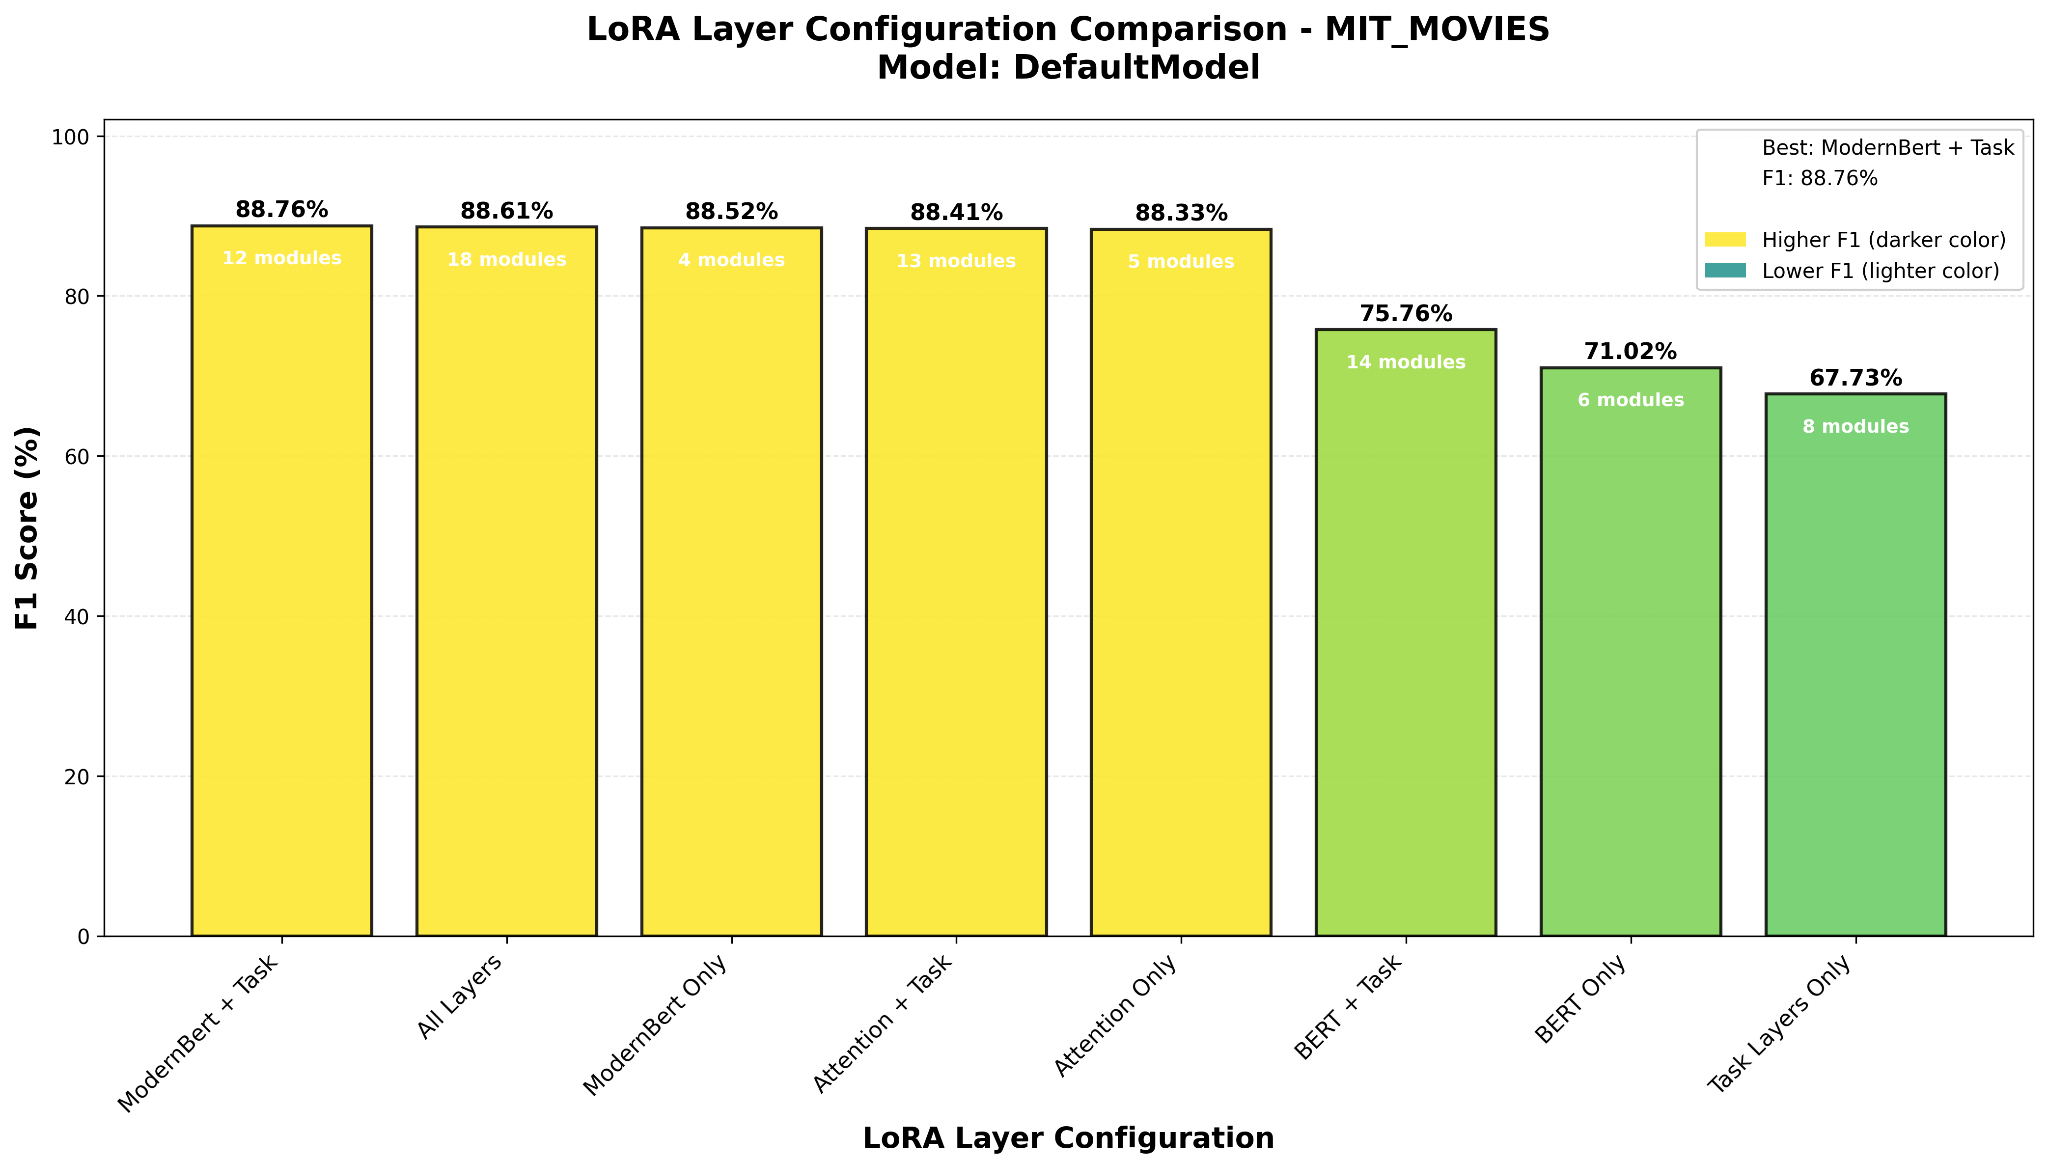 LoRA Layer Configuration Comparison - MIT_MOVIES
Model: DefaultModel
Best: ModernBert + Task
F1: 88.76%
Higher F1 (darker color)
Lower F1 (lighter color)
F1 Score (%)
100
80
60
40
20
0
88.76%
12 modules
88.61%
18 modules
88.52%
4 modules
88.41%
13 modules
88.33%
5 modules
75.76%
14 modules
71.02%
6 modules
67.73%
8 modules
ModernBert + Task
All Layers
ModernBert Only
Attention + Task
Attention Only
BERT + Task
BERT Only
Task Layers Only
LoRA Layer Configuration